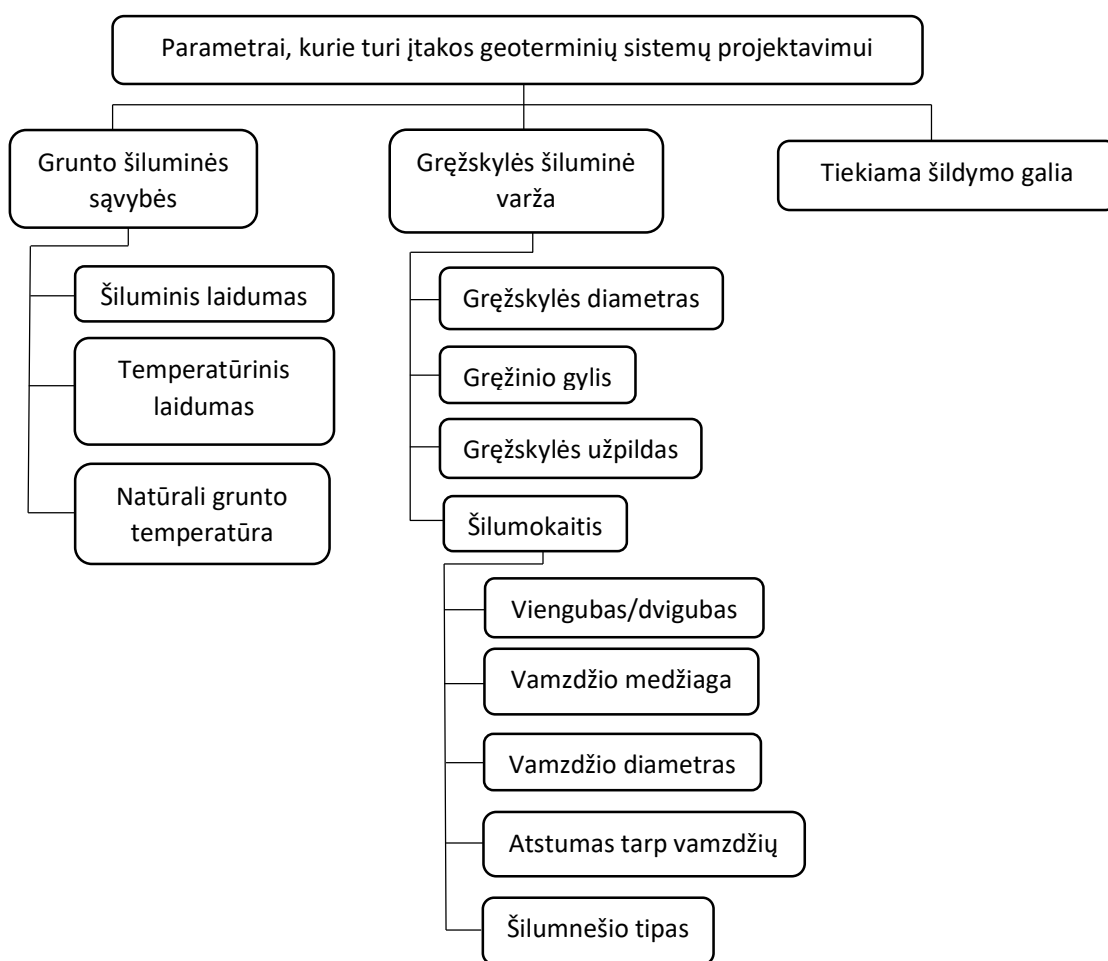 Parametrai, kurie turi įtakos geoterminių sistemų projektavimui
Grunto šiluminės
sąvybės
Gręžskylės šiluminė
varža
Tiekiama šildymo galia
Šiluminis laidumas
Temperatūrinis
laidumas
Natūrali grunto
temperatūra
Gręžskylės diametras
Gręžinio gylis
Gręžskylės užpildas
Šilumokaitis
Viengubas/dvigubas
Vamzdžio medžiaga
Vamzdžio diametras
Atstumas tarp vamzdžių
Šilumnešio tipas